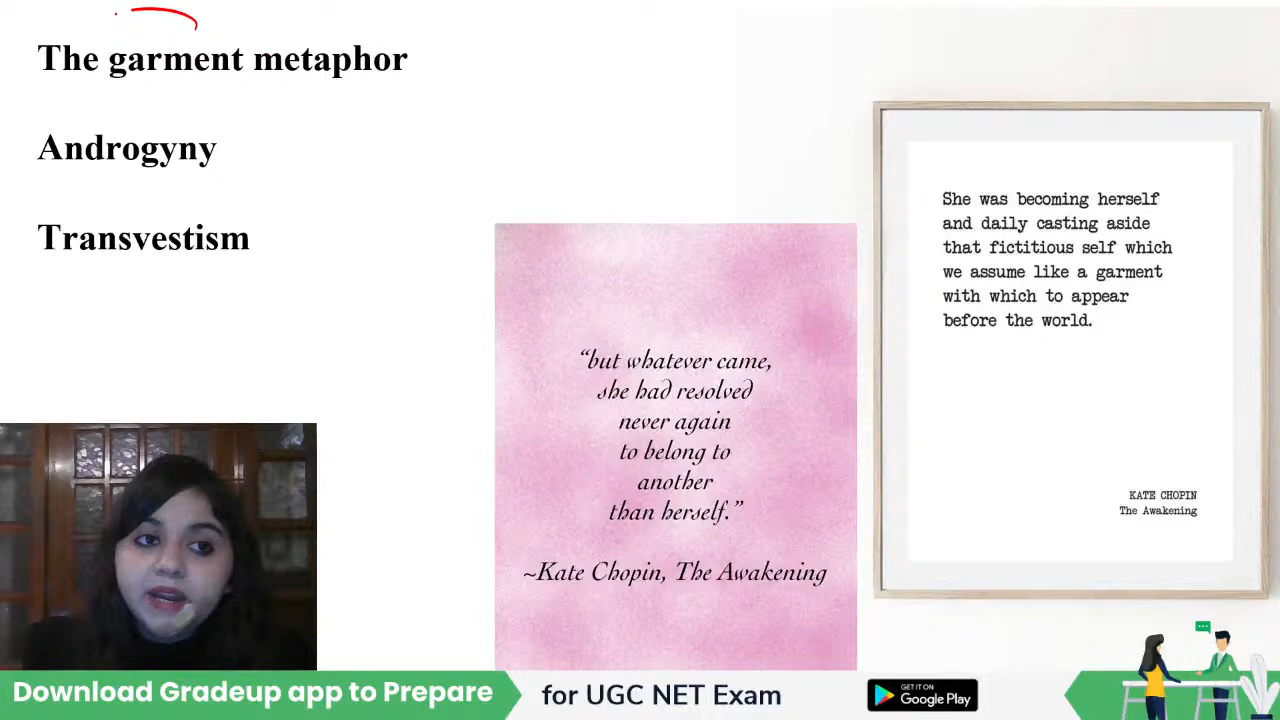 The garment metaphor
Androgyny
Transvestism
“but whatever came,
she had resolved
never again
to belong to
another
than herself.”
~Kate Chopin, The Awakening
She was becoming herself
and daily casting aside
that fictitious self which
we assume like a garment
with which to appear
before the world.
KATE CHOPIN
The Awakening
Download Gradeup app to Prepare
for UGC NET Exam
GET IT ON
Google Play